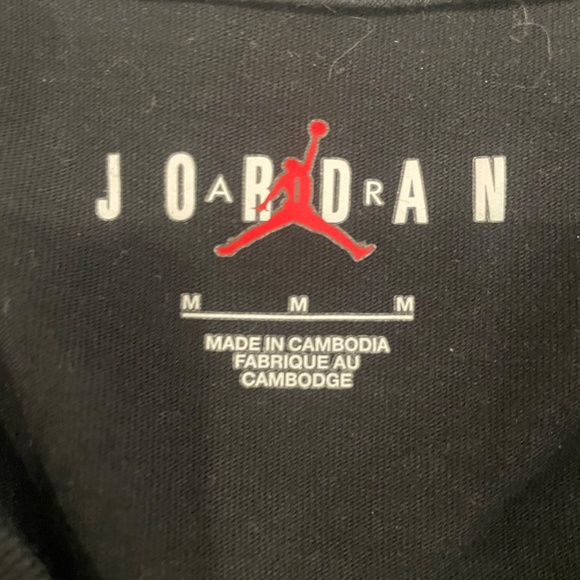 JORDAN
AIR
M M M
MADE IN CAMBODIA
FABRIQUE AU
CAMBODGE